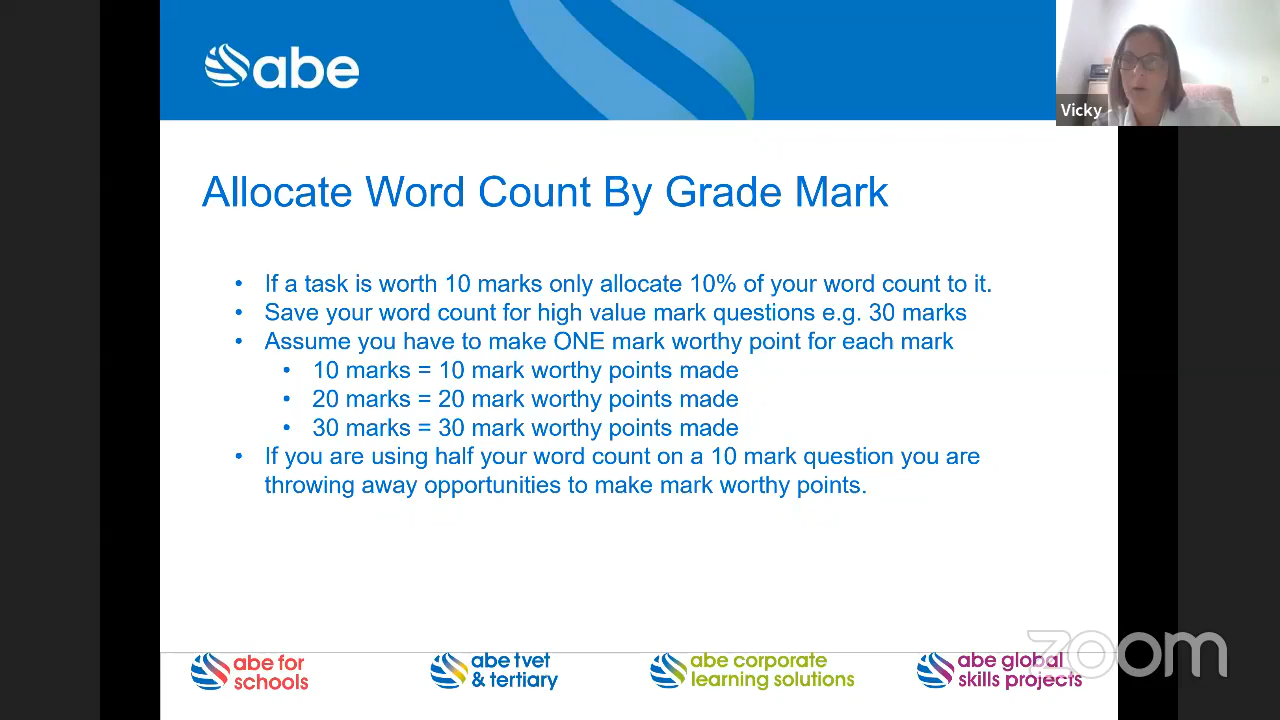 abe
Vicky
Allocate Word Count By Grade Mark
• If a task is worth 10 marks only allocate 10% of your word count to it.
• Save your word count for high value mark questions e.g. 30 marks
• Assume you have to make ONE mark worthy point for each mark
• 10 marks = 10 mark worthy points made
• 20 marks = 20 mark worthy points made
• 30 marks = 30 mark worthy points made
• If you are using half your word count on a 10 mark question you are
throwing away opportunities to make mark worthy points.
abe for
schools
abe tvet
& tertiary
abe corporate
learning solutions
abe global
skills projects
zoom